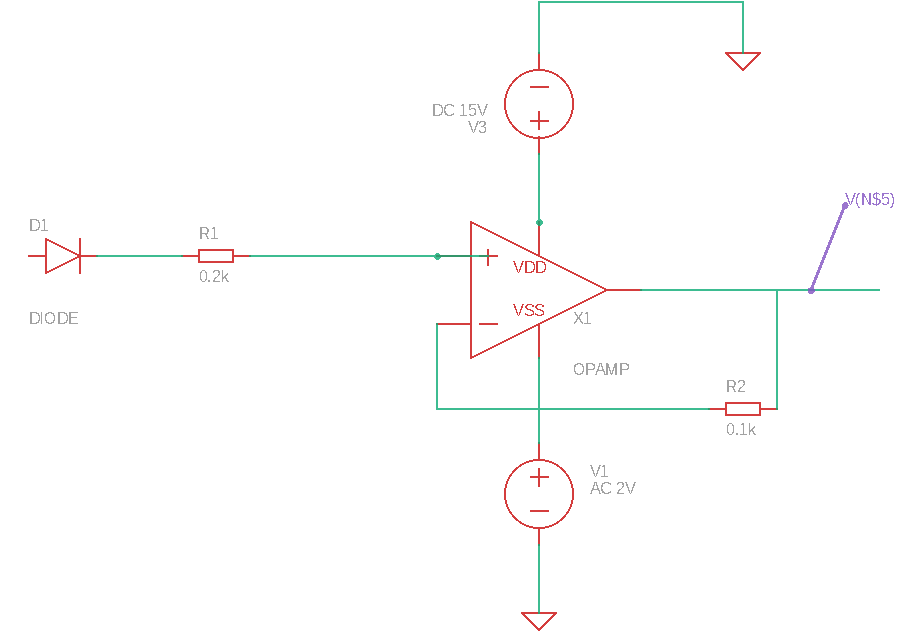 DC 15V
V3
V(N$5)
D1
R1
0.2k
VDD
VSS
DIODE
X1
OPAMP
R2
0.1k
V1
AC 2V